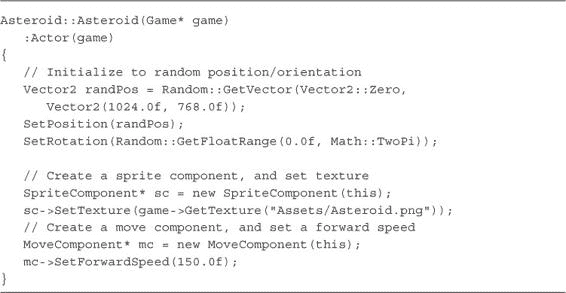 Asteroid::Asteroid(Game* game)
   :Actor(game)
{
   // Initialize to random position/orientation
   Vector2 randPos = Random::GetVector(Vector2::Zero,
      Vector2(1024.0f, 768.0f));
   SetPosition(randPos);
   SetRotation(Random::GetFloatRange(0.0f, Math::TwoPi));

   // Create a sprite component, and set texture
   SpriteComponent* sc = new SpriteComponent(this);
   sc->SetTexture(game->GetTexture("Assets/Asteroid.png"));
   // Create a move component, and set a forward speed
   MoveComponent* mc = new MoveComponent(this);
   mc->SetForwardSpeed(150.0f);
}